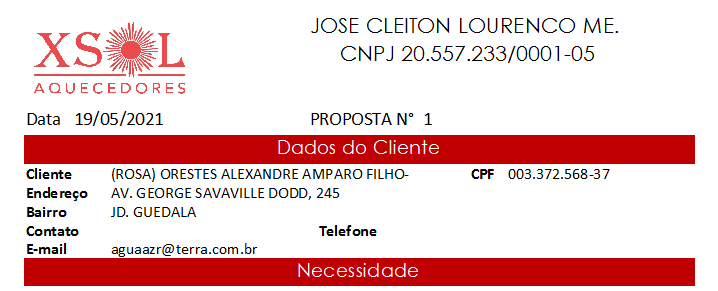 JOSE CLEITON LOURENCO ME.
XSOL
CNPJ 20.557.233/0001-05
AQUECEDORES
Data 19/05/2021 PROPOSTA N° 1
Dados do Cliente
Cliente (ROSA) ORESTES ALEXANDRE AMPARO FILHO- CPF 003.372.568-37
Endereço AV. GEORGE SAVAVILLE DODD, 245
Bairro JD. GUEDALA
Contato Telefone
E-mail aguaazr@terra.com.br
Necessidade